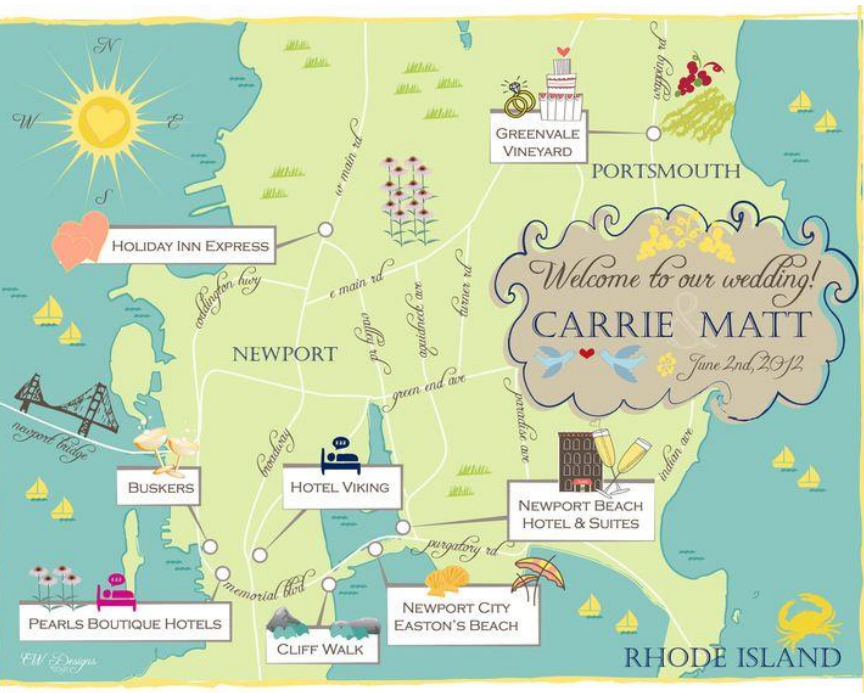 N
W
E
S
wapping rd
GREENVALE
VINEYARD
PORTSMOUTH
w main rd
HOLIDAY INN EXPRESS
Welcome to our wedding!
CARRIE & MATT
June 2nd, 2012
coddington hwy
e main rd
valley rd
aquidneck ave
turner rd
NEWPORT
green end ave
paradise ave
indian ave
newport bridge
broadway
BUSKERS
HOTEL VIKING
NEWPORT BEACH
HOTEL & SUITES
purgatory rd
memorial blvd
PEARLS BOUTIQUE HOTELS
CLIFF WALK
NEWPORT CITY
EASTON'S BEACH
RHODE ISLAND
EW Designs